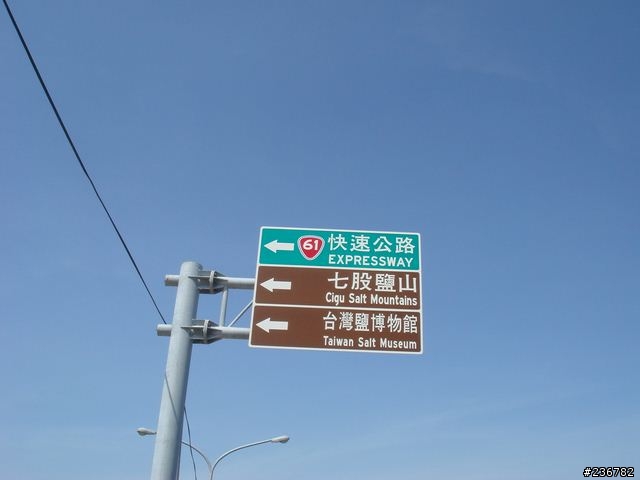 61 快速公路
EXPRESSWAY
七股鹽山
Cigu Salt Mountains
台灣鹽博物館
Taiwan Salt Museum
#236782